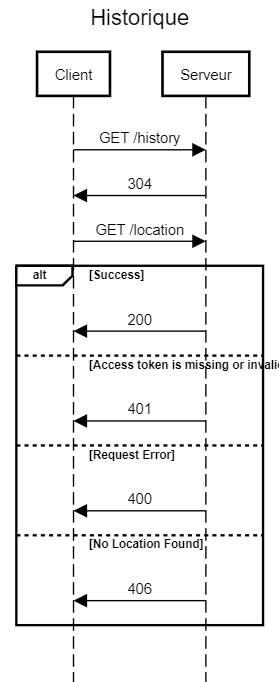 Historique
Client Serveur
GET /history
304
GET /location
alt [Success]
200
[Access token is missing or invali
401
[Request Error]
400
[No Location Found]
406